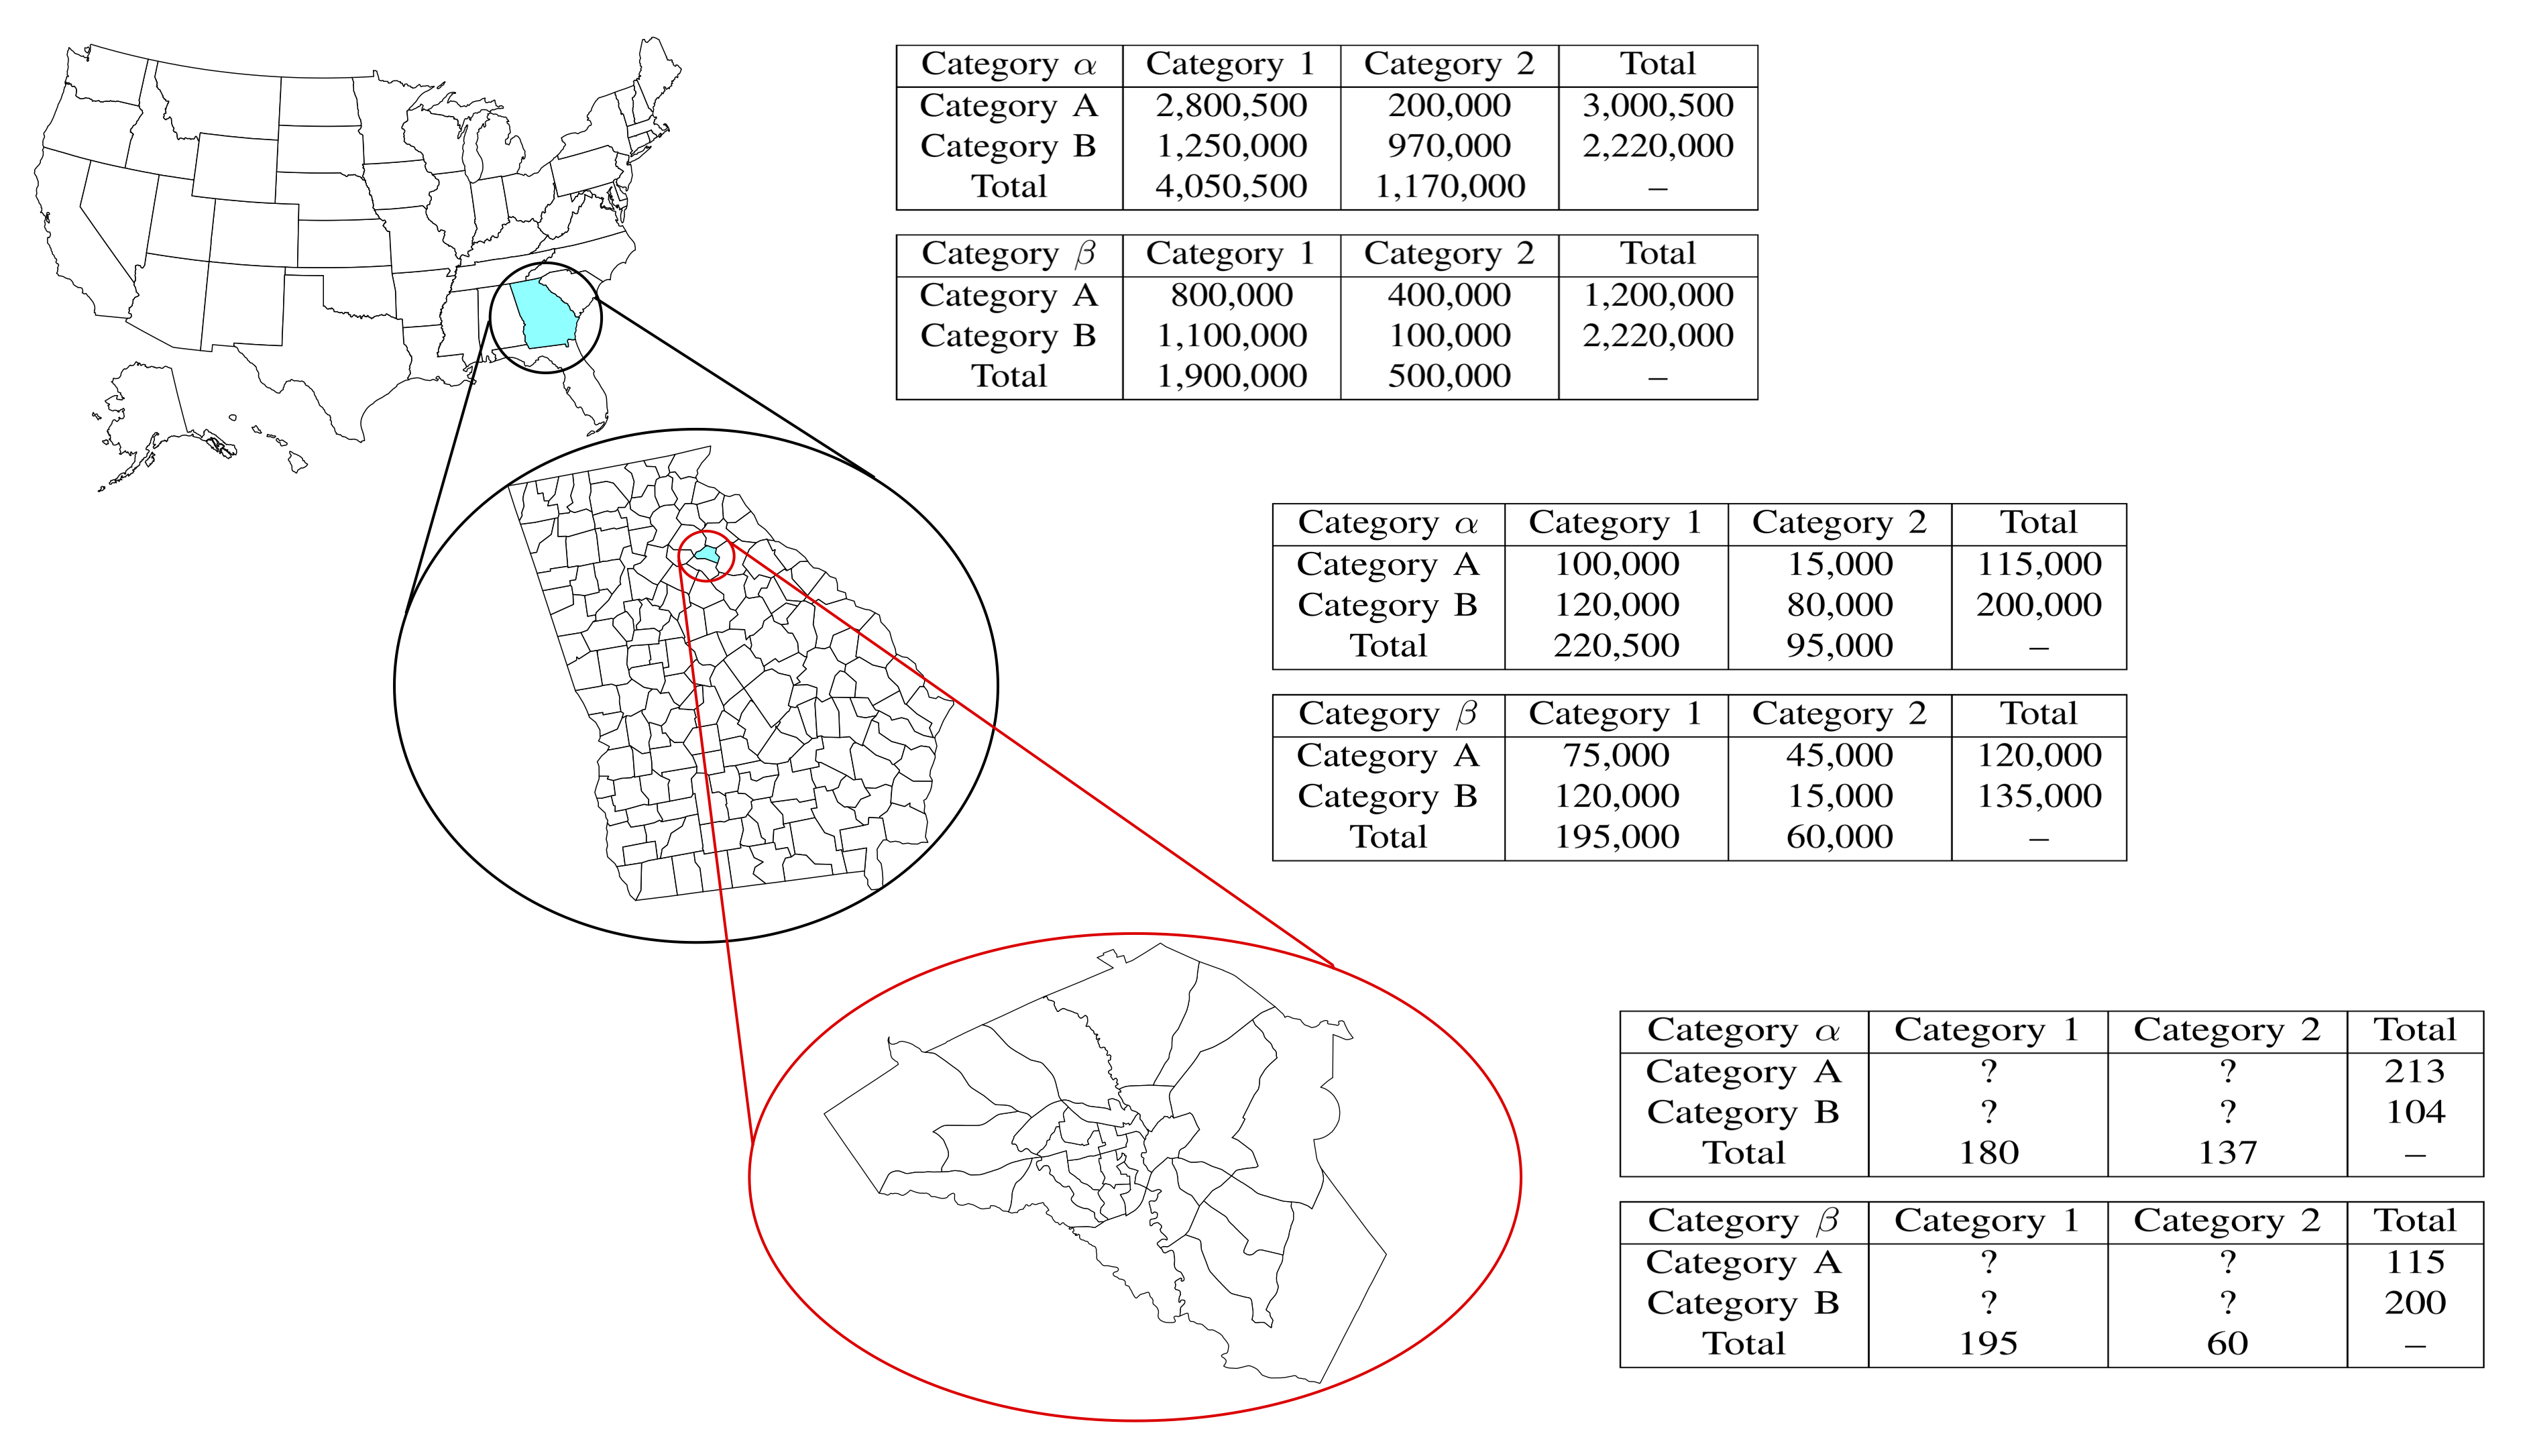 Category α Category 1 Category 2 Total
Category A 2,800,500 200,000 3,000,500
Category B 1,250,000 970,000 2,220,000
Total 4,050,500 1,170,000 –
Category β Category 1 Category 2 Total
Category A 800,000 400,000 1,200,000
Category B 1,100,000 100,000 2,220,000
Total 1,900,000 500,000 –
Category α Category 1 Category 2 Total
Category A 100,000 15,000 115,000
Category B 120,000 80,000 200,000
Total 220,500 95,000 –
Category β Category 1 Category 2 Total
Category A 75,000 45,000 120,000
Category B 120,000 15,000 135,000
Total 195,000 60,000 –
Category α Category 1 Category 2 Total
Category A ? ? 213
Category B ? ? 104
Total 180 137 –
Category β Category 1 Category 2 Total
Category A ? ? 115
Category B ? ? 200
Total 195 60 –